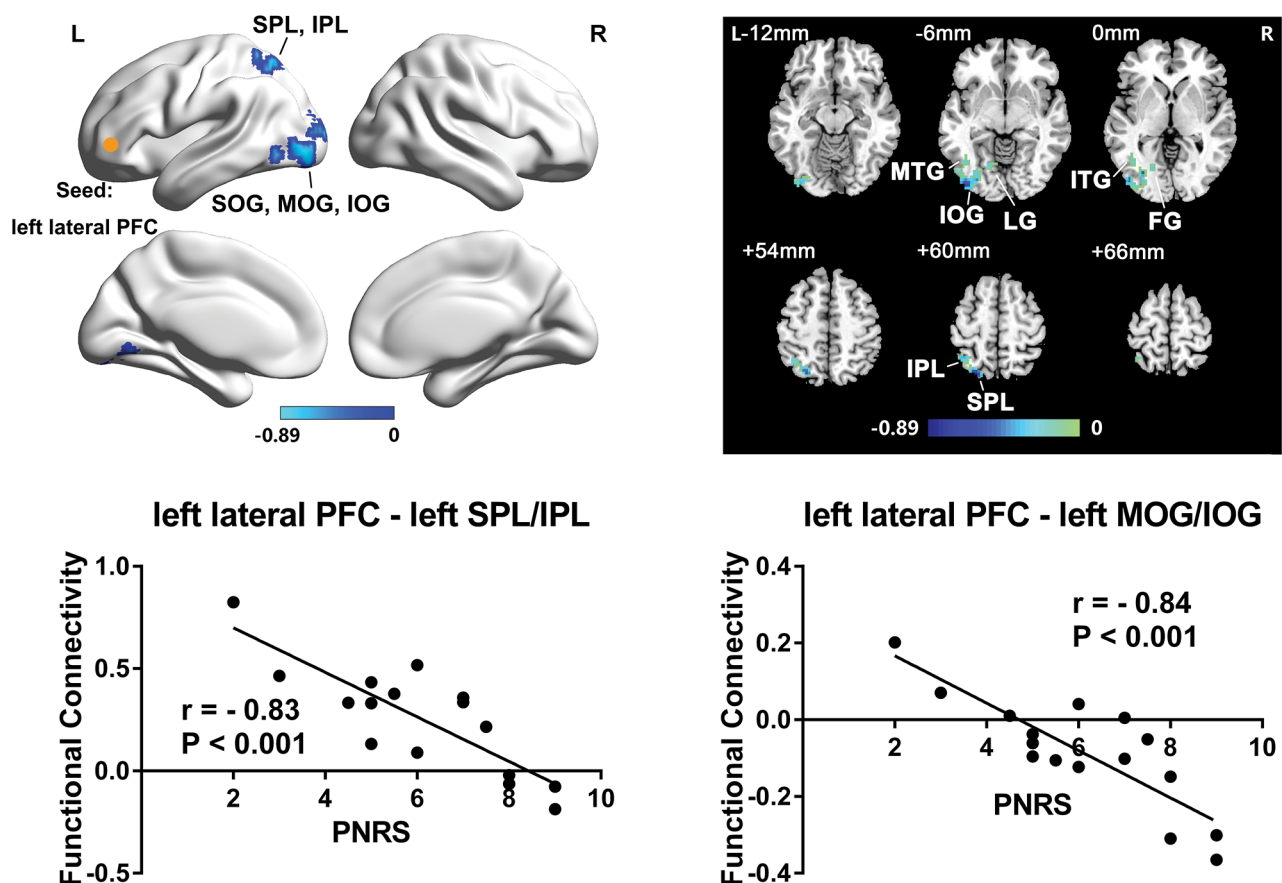 L
SPL, IPL
R
Seed:
left lateral PFC
SOG, MOG, IOG
-0.89
0
L-12mm
-6mm
0mm
R
MTG
IOG
LG
ITG
FG
+54mm
+60mm
+66mm
IPL
SPL
-0.89
0
left lateral PFC - left SPL/IPL
Functional Connectivity
1.0
0.5
0.0
-0.5
r = - 0.83
P < 0.001
2
4
6
8
10
PNRS
left lateral PFC - left MOG/IOG
Functional Connectivity
0.4
0.2
0.0
-0.2
-0.4
r = - 0.84
P < 0.001
2
4
6
8
10
PNRS